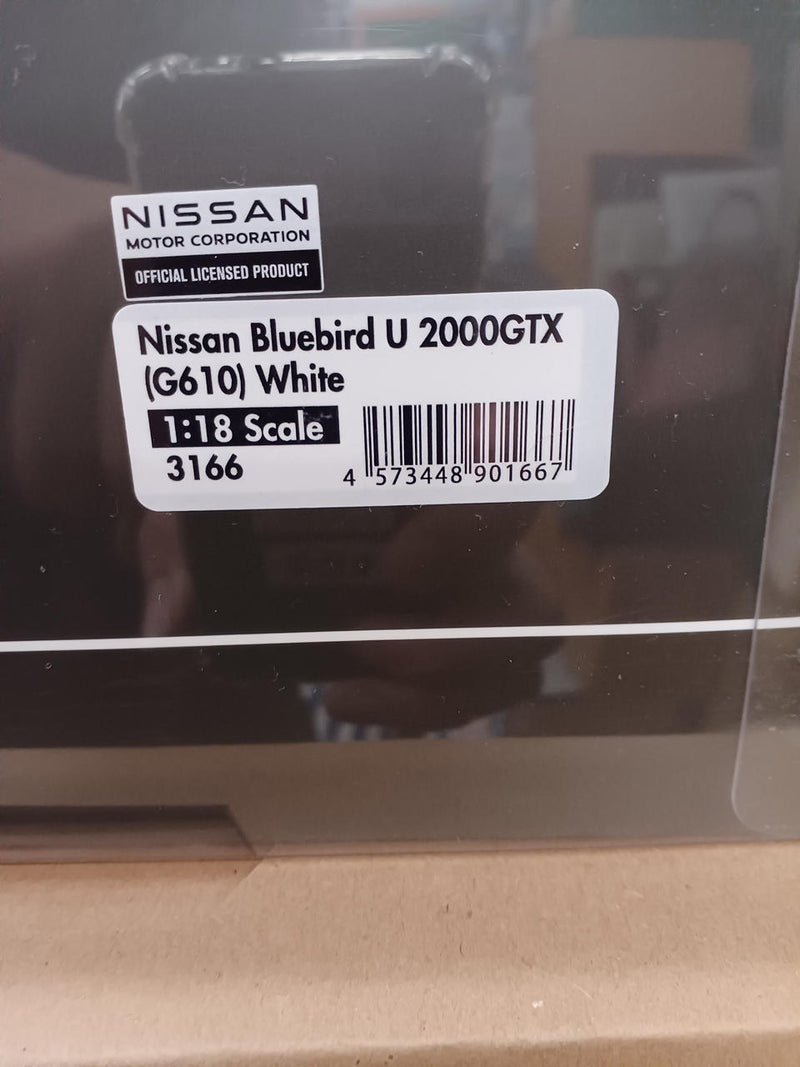 NISSAN
MOTOR CORPORATION
OFFICIAL LICENSED PRODUCT
Nissan Bluebird U 2000GTX
(G610) White
1:18 Scale
3166
4 573448 901667